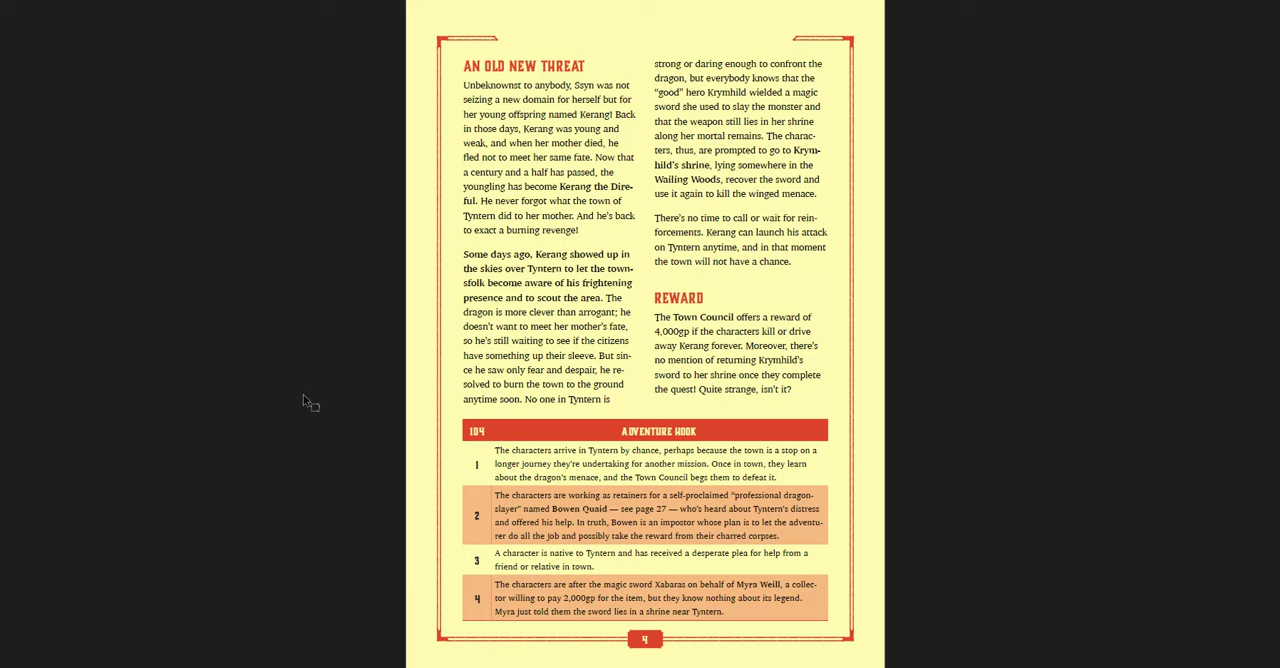 AN OLD NEW THREAT
Unbeknownst to anybody, Ssyn was not
seizing a new domain for herself but for
her young offspring named Kerang! Back
in those days, Kerang was young and
weak, and when her mother died, he
fled not to meet her same fate. Now that
a century and a half has passed, the
youngling has become Kerang the Dire-
ful. He never forgot what the town of
Tyntern did to her mother. And he's back
to exact a burning revenge!
Some days ago, Kerang showed up in
the skies over Tyntern to let the town-
sfolk become aware of his frightening
presence and to scout the area. The
dragon is more clever than arrogant; he
doesn't want to meet her mother's fate,
so he's still waiting to see if the citizens
have something up their sleeve. But sin-
ce he saw only fear and despair, he re-
solved to burn the town to the ground
anytime soon. No one in Tyntern is
strong or daring enough to confront the
dragon, but everybody knows that the
“good” hero Krymhild wielded a magic
sword she used to slay the monster and
that the weapon still lies in her shrine
along her mortal remains. The charac-
ters, thus, are prompted to go to Krym-
hild's shrine, lying somewhere in the
Wailing Woods, recover the sword and
use it again to kill the winged menace.
There's no time to call or wait for rein-
forcements. Kerang can launch his attack
on Tyntern anytime, and in that moment
the town will not have a chance.
REWARD
The Town Council offers a reward of
4,000gp if the characters kill or drive
away Kerang forever. Moreover, there's
no mention of returning Krymhild's
sword to her shrine once they complete
the quest! Quite strange, isn't it?
1D4 ADVENTURE HOOK
1 The characters arrive in Tyntern by chance, perhaps because the town is a stop on a
longer journey they're undertaking for another mission. Once in town, they learn
about the dragon's menace, and the Town Council begs them to defeat it.
2 The characters are working as retainers for a self-proclaimed “professional dragon-
slayer” named Bowen Quaid — see page 27 — who's heard about Tyntern's distress
and offered his help. In truth, Bowen is an impostor whose plan is to let the adventu-
rer do all the job and possibly take the reward from their charred corpses.
3 A character is native to Tyntern and has received a desperate plea for help from a
friend or relative in town.
4 The characters are after the magic sword Xabaras on behalf of Myra Weill, a collec-
tor willing to pay 2,000gp for the item, but they know nothing about its legend.
Myra just told them the sword lies in a shrine near Tyntern.
4